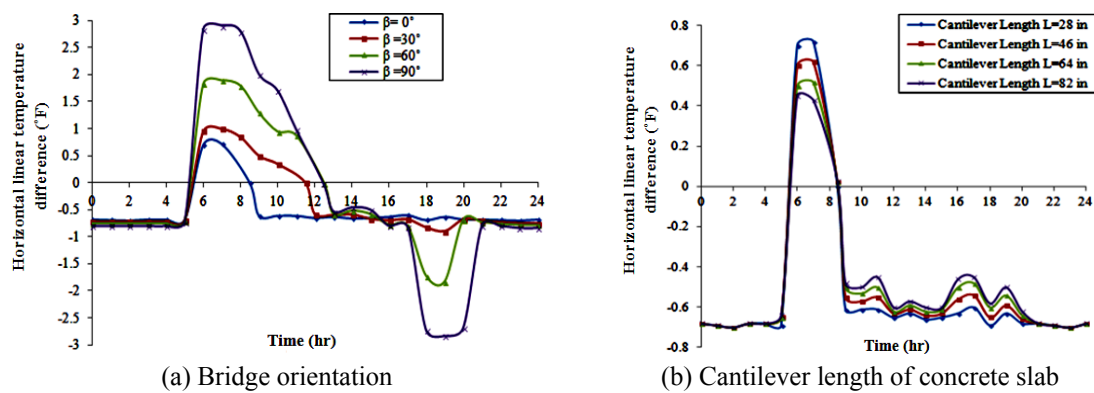 Horizontal linear temperature
difference (˚F)
3
2.5
2
1.5
1
0.5
0
-0.5
-1
-1.5
-2
-2.5
-3
0 2 4 6 8 10 12 14 16 18 20 22 24
Time (hr)
β= 0˚
β=30˚
β =60˚
β =90˚
(a) Bridge orientation
Horizontal linear temperature
difference (˚F)
0.8
0.6
0.4
0.2
0
-0.2
-0.4
-0.6
-0.8
0 2 4 6 8 10 12 14 16 18 20 22 24
Time (hr)
Cantilever Length L=28 in
Cantilever Length L=46 in
Cantilever Length L=64 in
Cantilever Length L=82 in
(b) Cantilever length of concrete slab